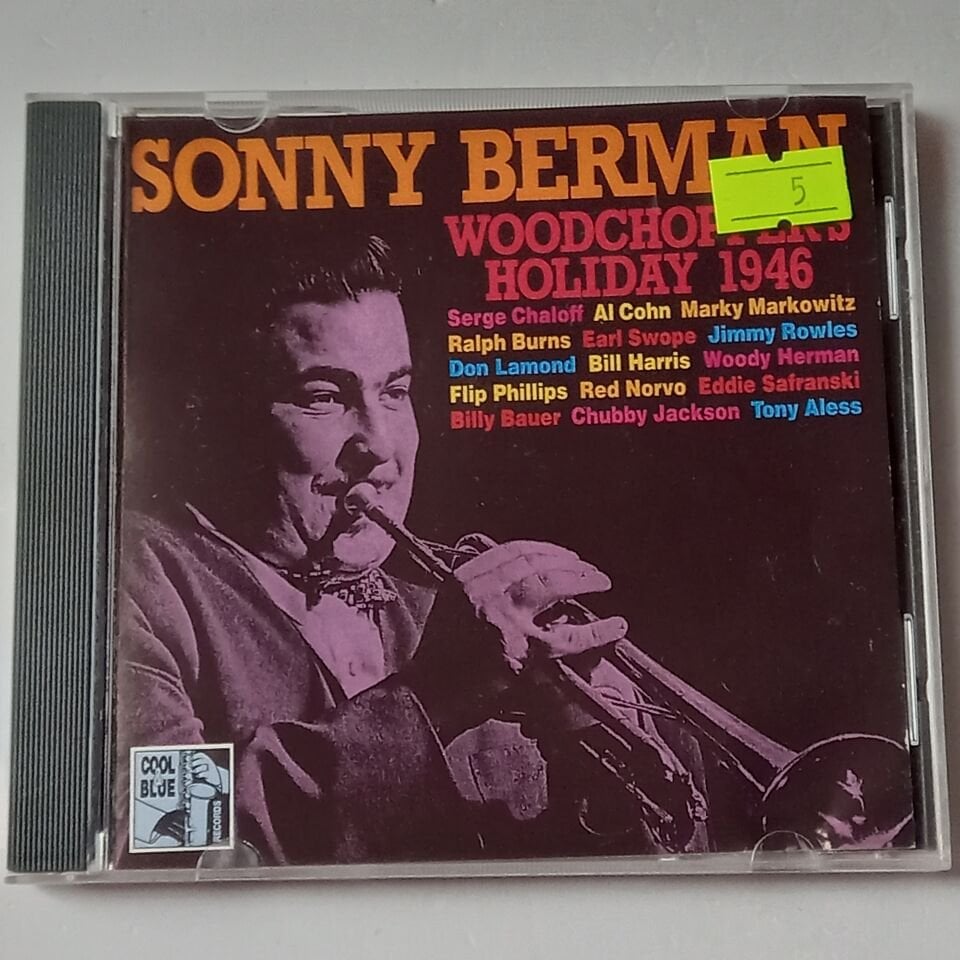 SONNY BERMAN
5
WOODCHOPPER'S
HOLIDAY 1946
Serge Chaloff Al Cohn Marky Markowitz
Ralph Burns Earl Swope Jimmy Rowles
Don Lamond Bill Harris Woody Herman
Flip Phillips Red Norvo Eddie Safranski
Billy Bauer Chubby Jackson Tony Aless
COOL
BLUE
RECORDS